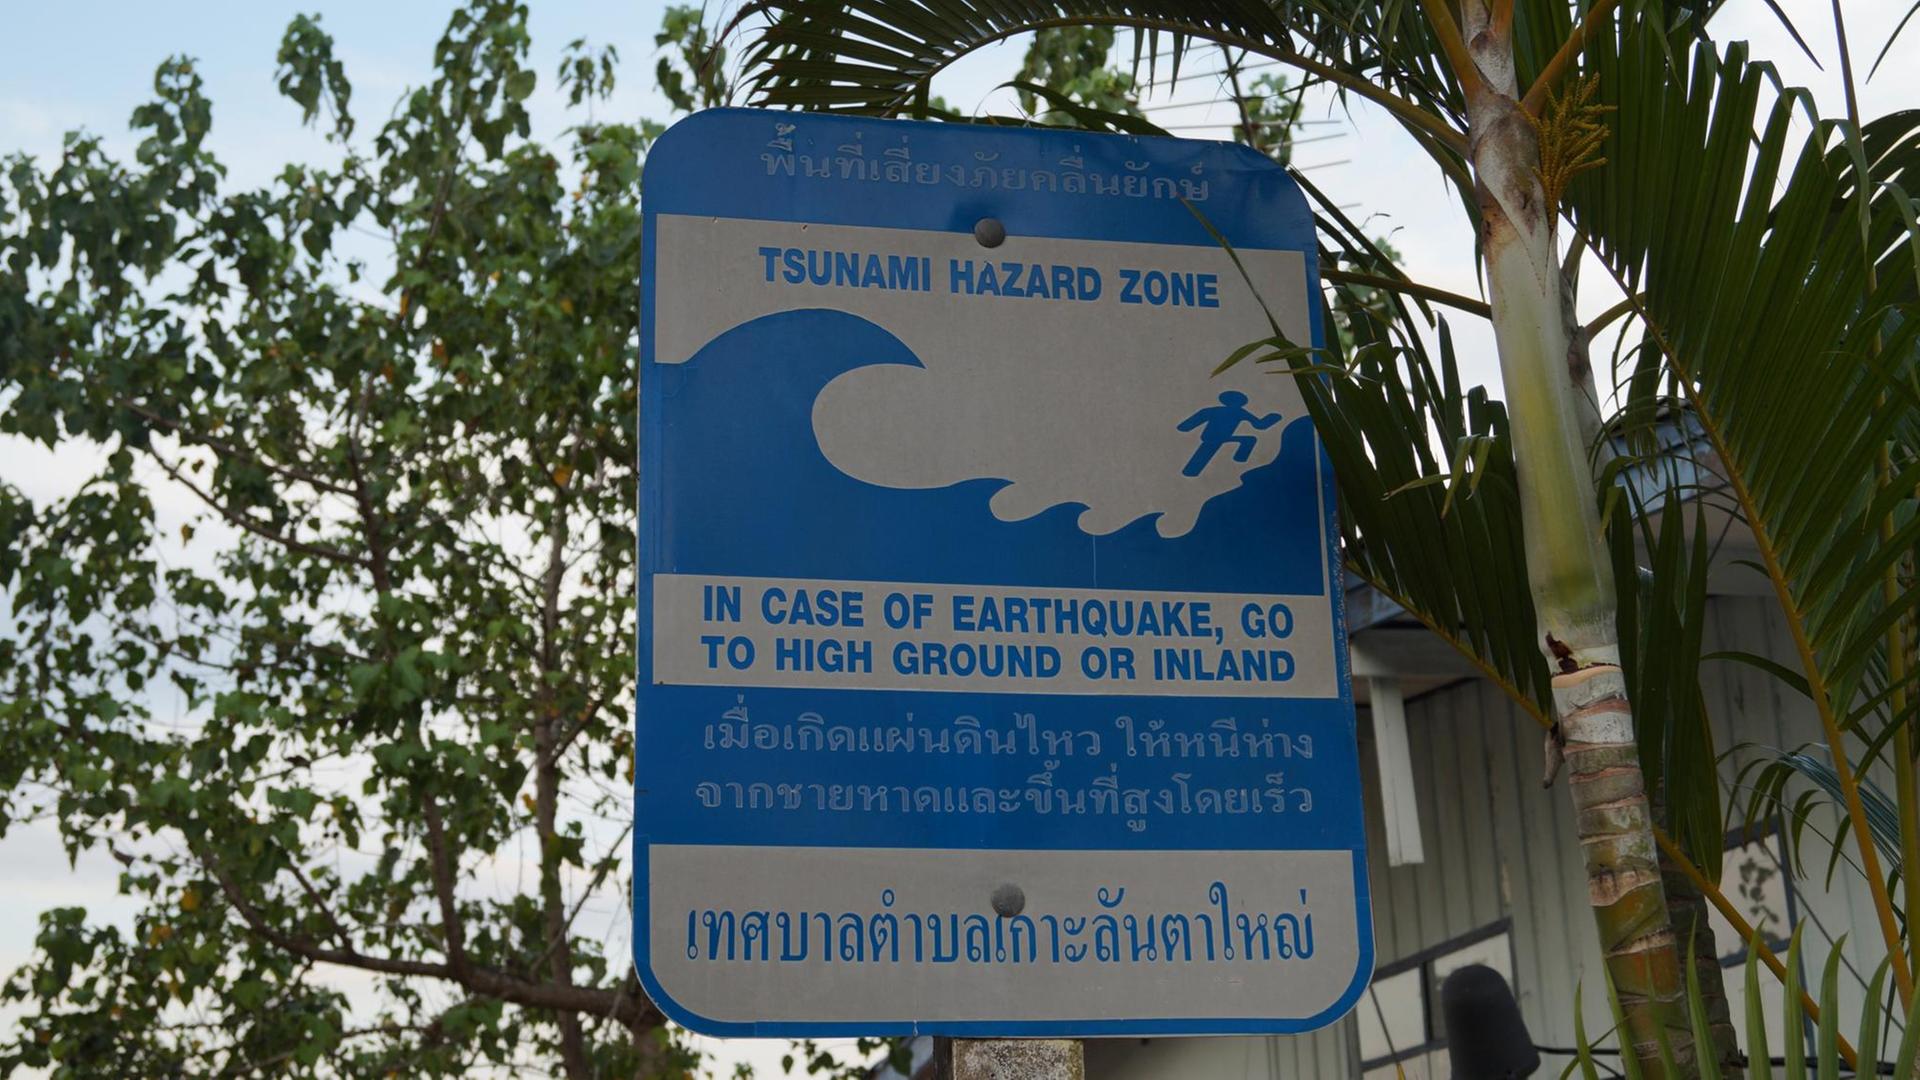 พื้นที่เสี่ยงภัยคลื่นยักษ์
TSUNAMI HAZARD ZONE
IN CASE OF EARTHQUAKE, GO
TO HIGH GROUND OR INLAND
เมื่อเกิดแผ่นดินไหว ให้หนีห่าง
จากชายหาดและขึ้นที่สูงโดยเร็ว
เทศบาลตำบลเกาะลันตาใหญ่